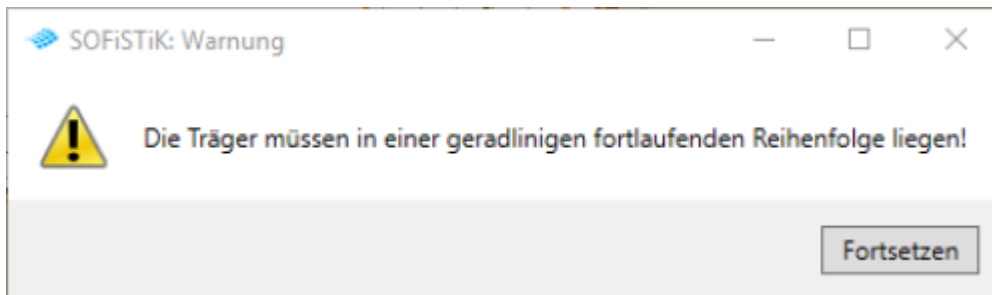 SOFiSTiK: Warnung
Die Träger müssen in einer geradlinigen fortlaufenden Reihenfolge liegen!
Fortsetzen